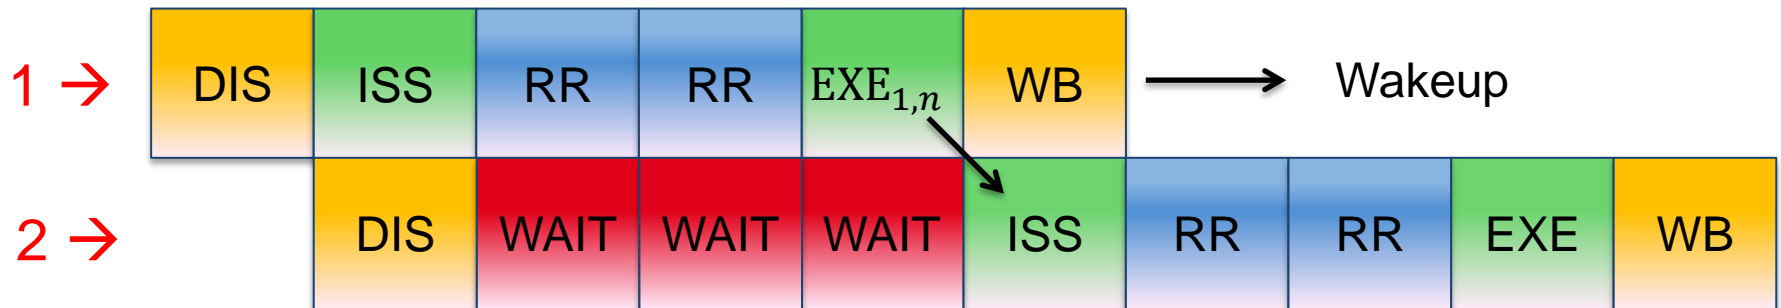 1 → DIS ISS RR RR EXE₁,ₙ WB Wakeup
2 → DIS WAIT WAIT WAIT ISS RR RR EXE WB